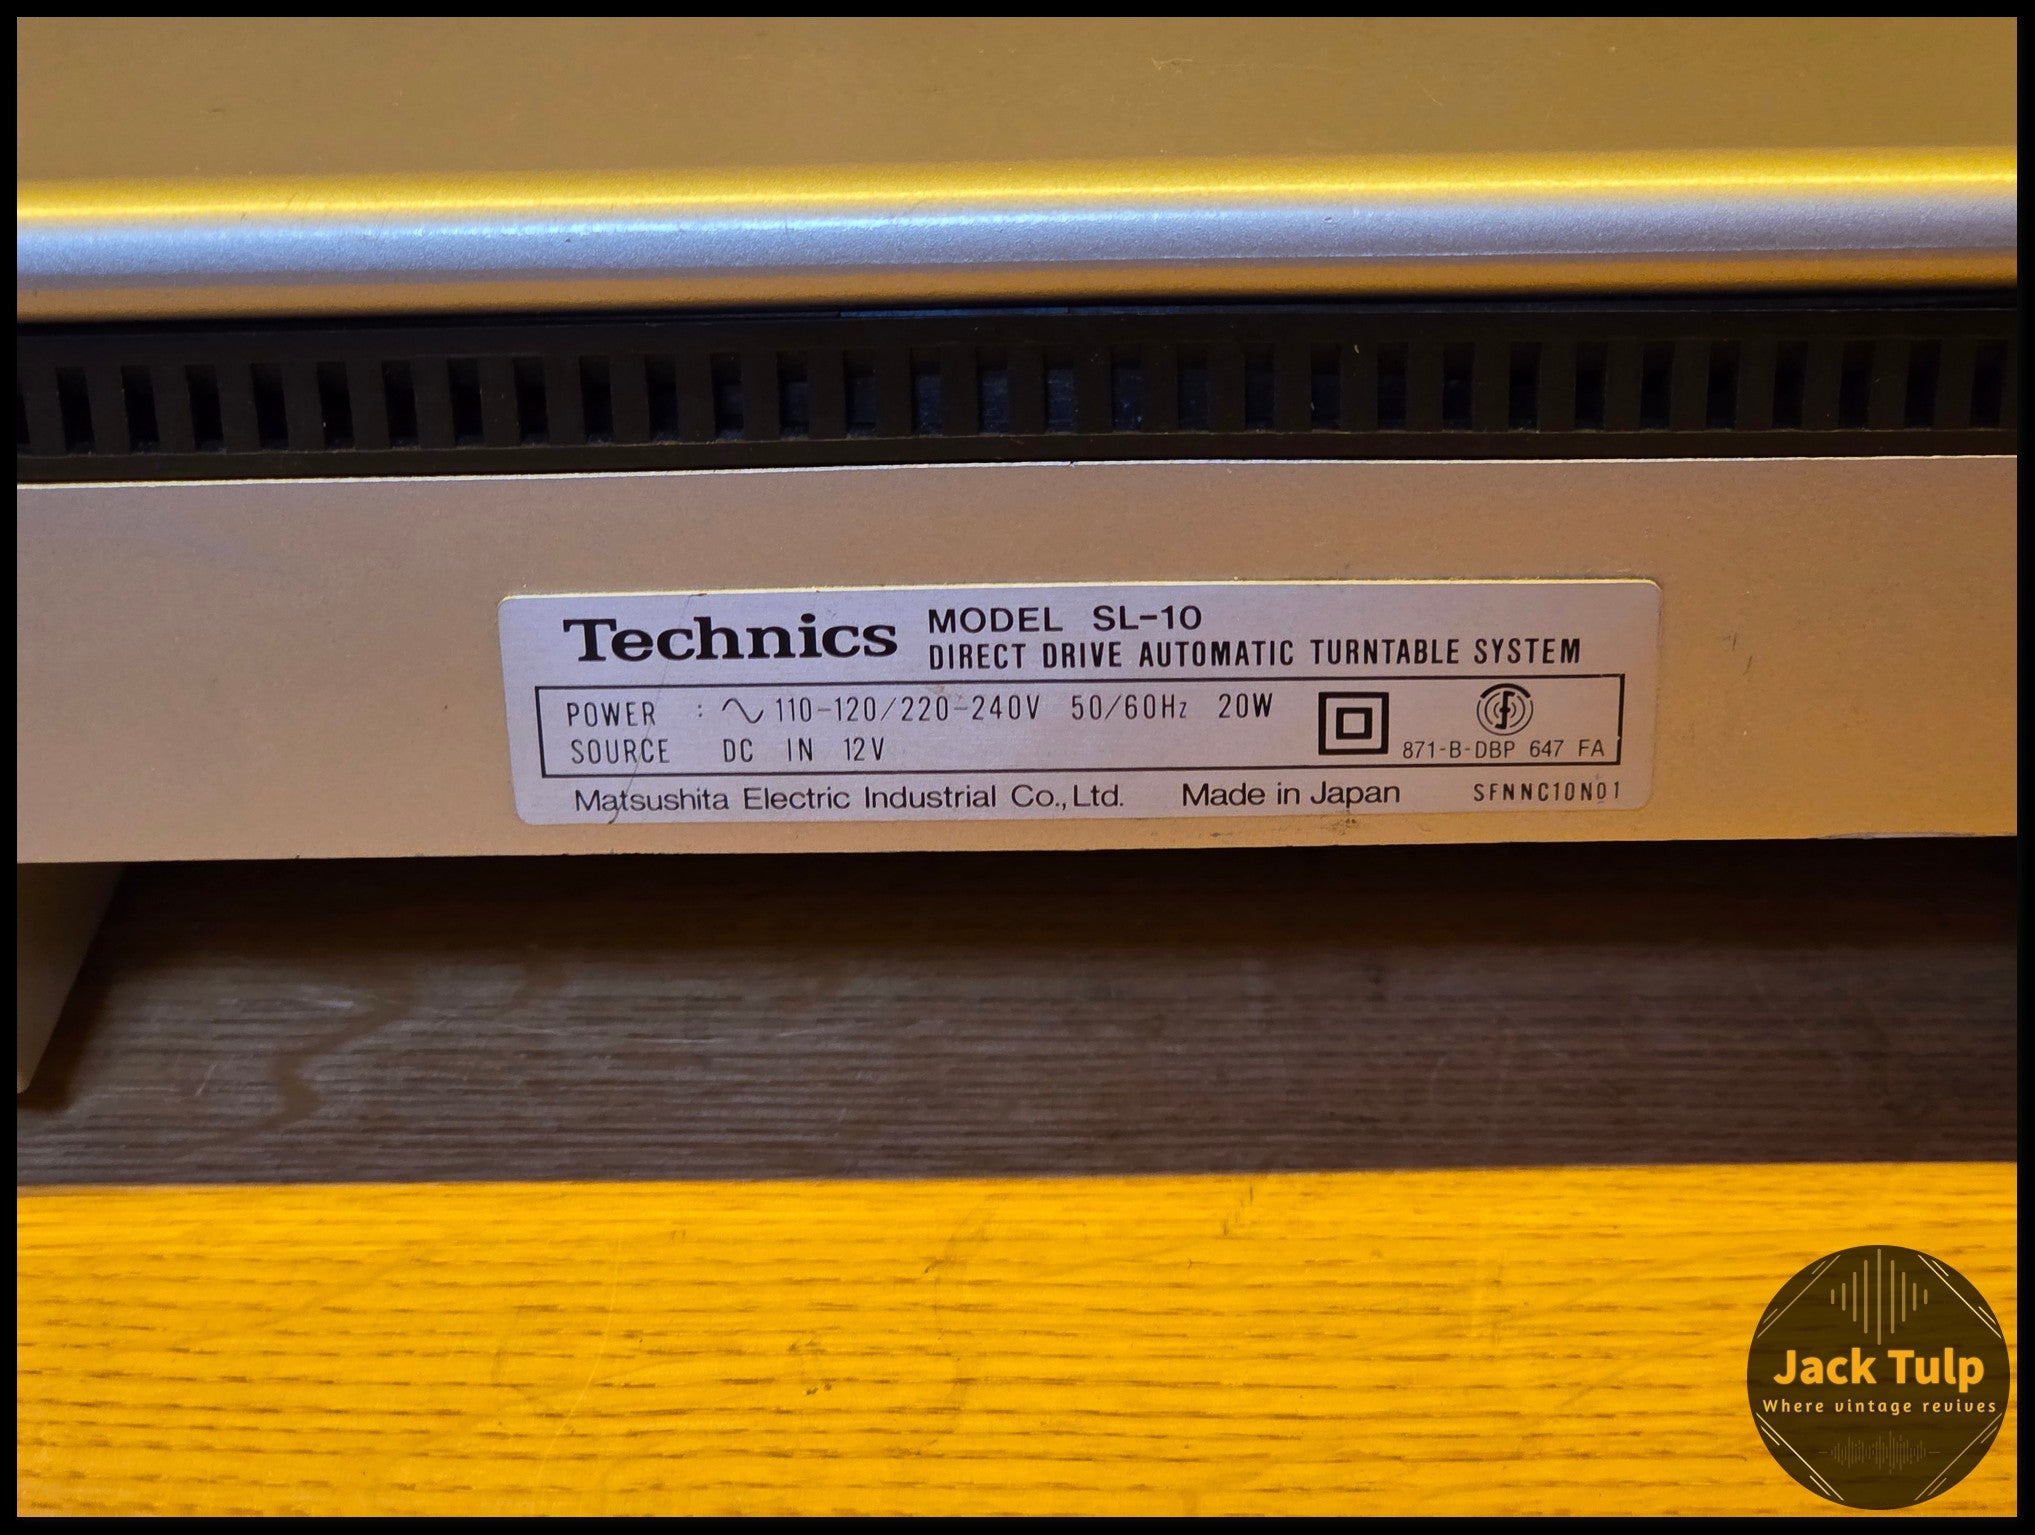 Technics MODEL SL-10
DIRECT DRIVE AUTOMATIC TURNTABLE SYSTEM
POWER : 110-120/220-240V 50/60Hz 20W
SOURCE DC IN 12V
871-B-DBP 647 FA
Matsushita Electric Industrial Co., Ltd. Made in Japan SFNNC10N01
Jack Tulp
Where vintage revives